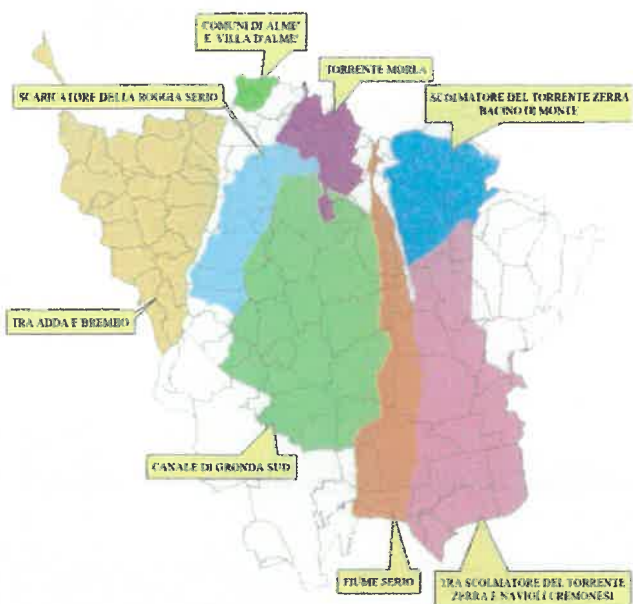 COMUNI DI ALME'
E VILLA D'ALME'
TORRENTE MORLA
SCARICATORE DELLA ROGGIA SERIO
SCOLMATORE DEL TORRENTE ZERRA
BACINO DI MONTE
TRA ADDA E BREMBO
CANALE DI GRONDA SUD
FIUME SERIO
TRA SCOLMATORE DEL TORRENTE
ZERRA E NAVIGLI CREMONESI